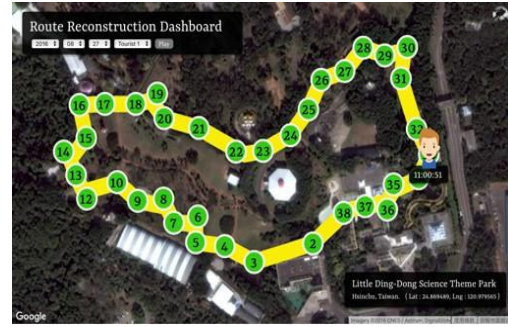 Route Reconstruction Dashboard
2016 08 27 Tourist 1 Play
28 30
29
27
26 31
19
16 17 18 25
20 32
21 24
15
22 23
14
11:00:51
13
10 35
12 9 8 38 37 36
7 6
5 4 2
3
Little Ding-Dong Science Theme Park
Hsinchu, Taiwan. ( Lat : 24.869489, Lng : 120.979565 )
Google